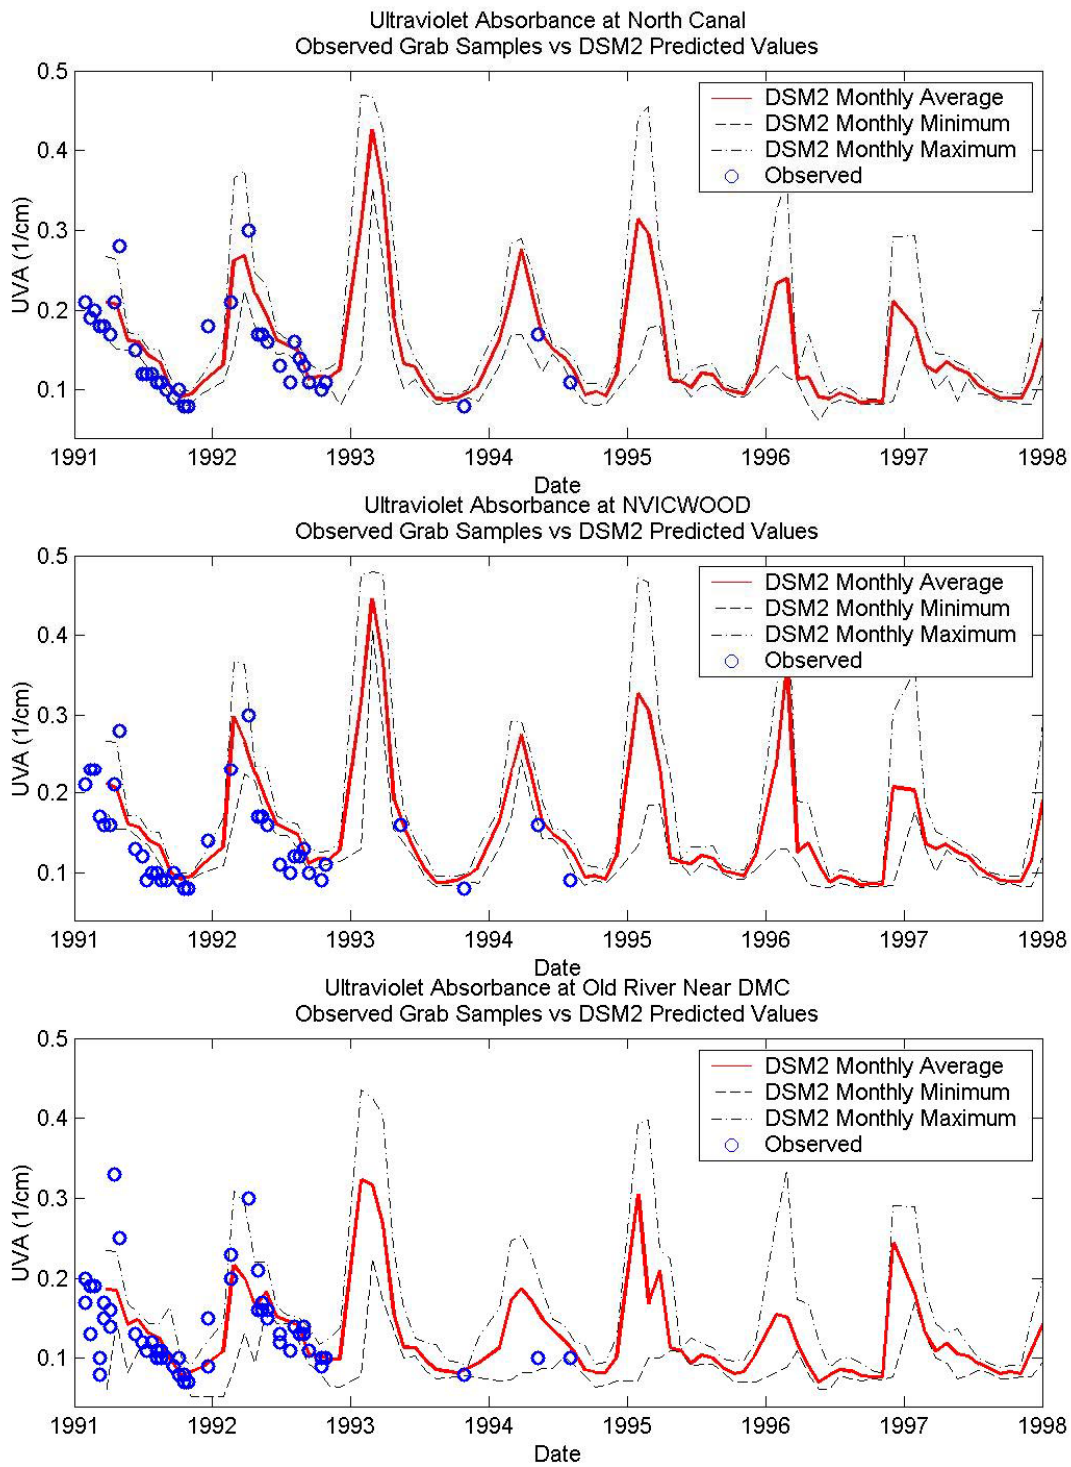 Ultraviolet Absorbance at North Canal
Observed Grab Samples vs DSM2 Predicted Values
0.5
0.4
0.3
0.2
0.1
UVA (1/cm)
DSM2 Monthly Average
DSM2 Monthly Minimum
DSM2 Monthly Maximum
Observed
1991 1992 1993 1994 1995 1996 1997 1998
Date
Ultraviolet Absorbance at NVICWOOD
Observed Grab Samples vs DSM2 Predicted Values
0.5
0.4
0.3
0.2
0.1
UVA (1/cm)
DSM2 Monthly Average
DSM2 Monthly Minimum
DSM2 Monthly Maximum
Observed
1991 1992 1993 1994 1995 1996 1997 1998
Date
Ultraviolet Absorbance at Old River Near DMC
Observed Grab Samples vs DSM2 Predicted Values
0.5
0.4
0.3
0.2
0.1
UVA (1/cm)
DSM2 Monthly Average
DSM2 Monthly Minimum
DSM2 Monthly Maximum
Observed
1991 1992 1993 1994 1995 1996 1997 1998
Date